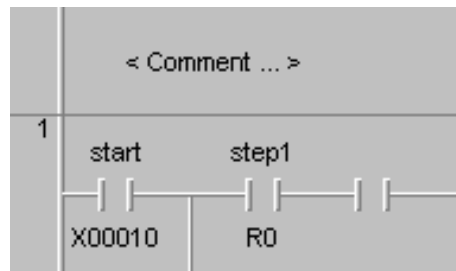 < Comment ... >
1
start step1
X00010 R0